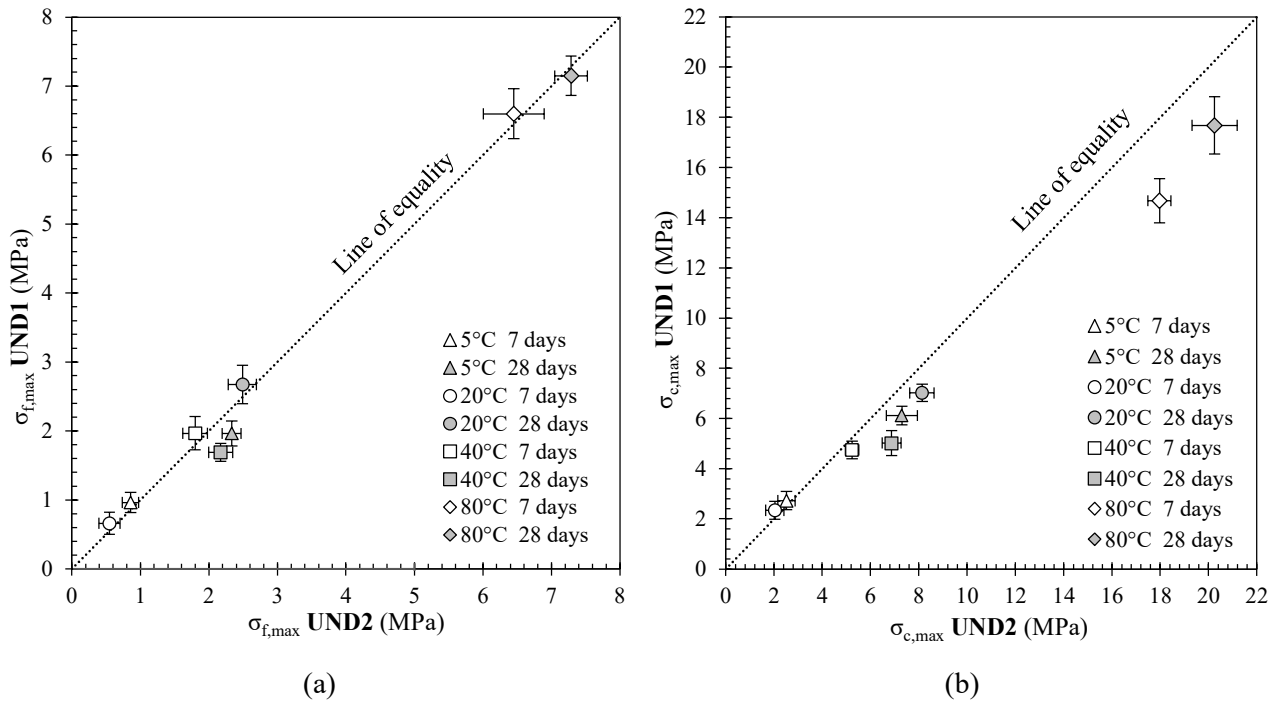 8
7
6
5
4
3
2
1
0
σf,max UND1 (MPa)
Line of equality
5°C 7 days
5°C 28 days
20°C 7 days
20°C 28 days
40°C 7 days
40°C 28 days
80°C 7 days
80°C 28 days
0 1 2 3 4 5 6 7 8
σf,max UND2 (MPa)
(a)
22
20
18
16
14
12
10
8
6
4
2
0
σc,max UND1 (MPa)
Line of equality
5°C 7 days
5°C 28 days
20°C 7 days
20°C 28 days
40°C 7 days
40°C 28 days
80°C 7 days
80°C 28 days
0 2 4 6 8 10 12 14 16 18 20 22
σc,max UND2 (MPa)
(b)